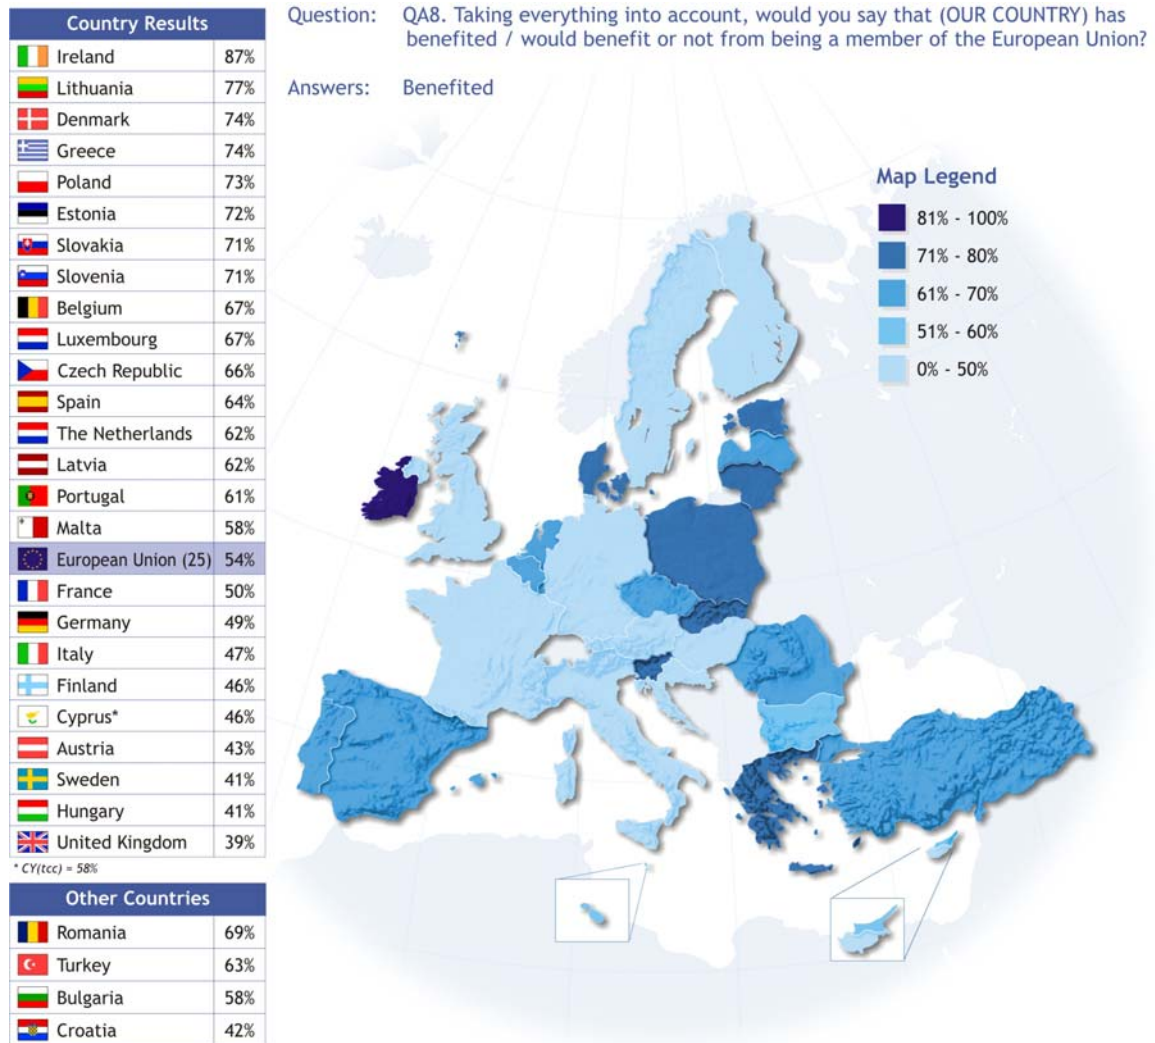 Country Results
Ireland 87%
Lithuania 77%
Denmark 74%
Greece 74%
Poland 73%
Estonia 72%
Slovakia 71%
Slovenia 71%
Belgium 67%
Luxembourg 67%
Czech Republic 66%
Spain 64%
The Netherlands 62%
Latvia 62%
Portugal 61%
Malta 58%
European Union (25) 54%
France 50%
Germany 49%
Italy 47%
Finland 46%
Cyprus* 46%
Austria 43%
Sweden 41%
Hungary 41%
United Kingdom 39%
* CY(tcc) = 58%
Other Countries
Romania 69%
Turkey 63%
Bulgaria 58%
Croatia 42%
Question: QA8. Taking everything into account, would you say that (OUR COUNTRY) has
benefited / would benefit or not from being a member of the European Union?
Answers: Benefited
Map Legend
81% - 100%
71% - 80%
61% - 70%
51% - 60%
0% - 50%